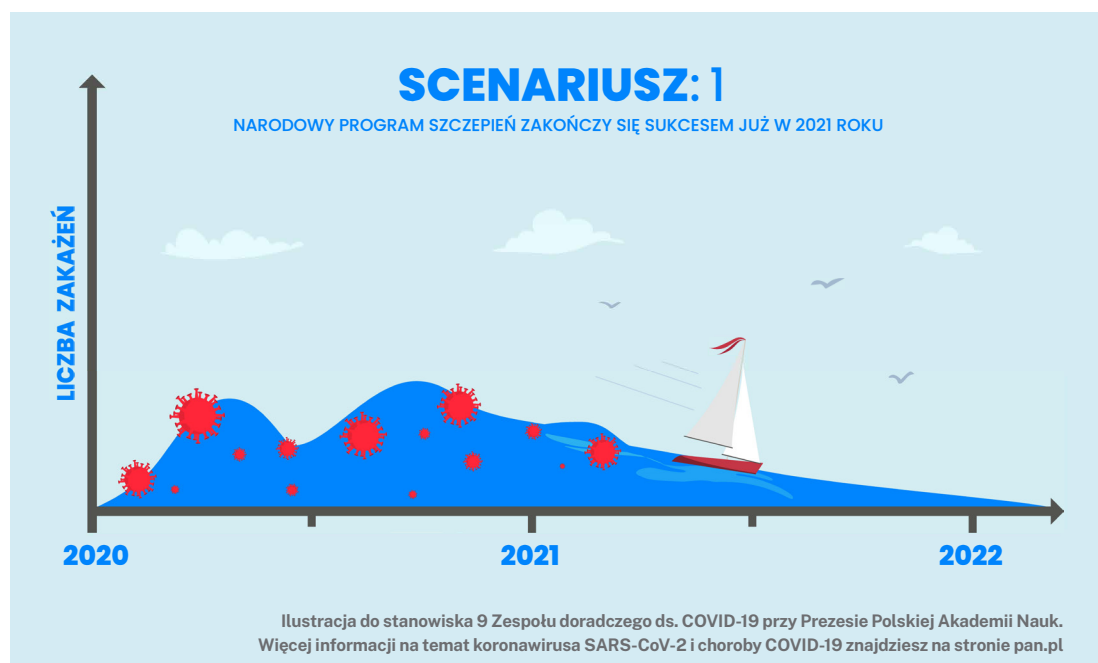 SCENARIUSZ: 1
NARODOWY PROGRAM SZCZEPIEŃ ZAKOŃCZY SIĘ SUKCESEM JUŻ W 2021 ROKU
LICZBA ZAKAŻEŃ
2020
2021
2022
Ilustracja do stanowiska 9 Zespołu doradczego ds. COVID-19 przy Prezesie Polskiej Akademii Nauk.
Więcej informacji na temat koronawirusa SARS-CoV-2 i choroby COVID-19 znajdziesz na stronie pan.pl